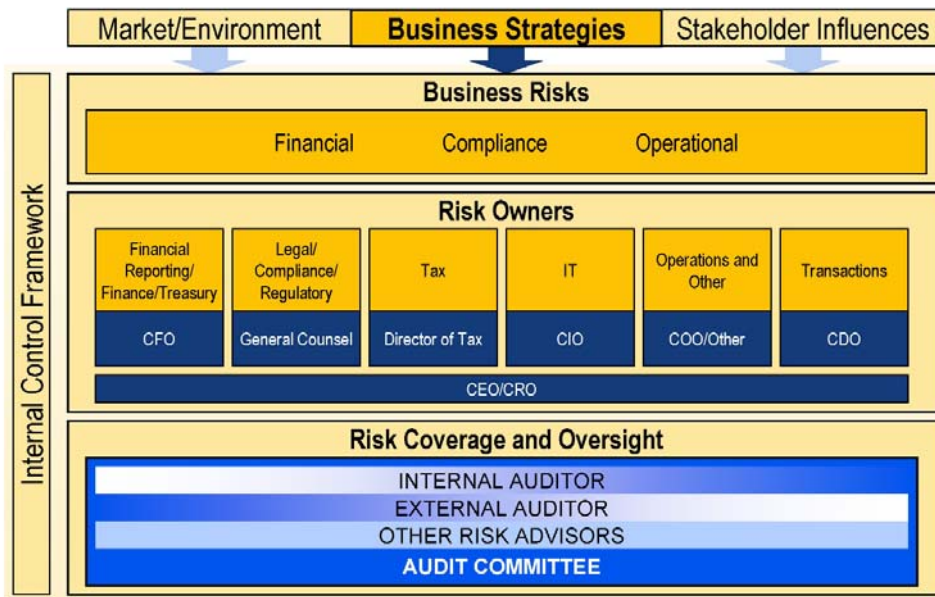 Market/Environment
Business Strategies
Stakeholder Influences
Internal Control Framework
Business Risks
Financial
Compliance
Operational
Risk Owners
Financial
Reporting/
Finance/Treasury
CFO
Legal/
Compliance/
Regulatory
General Counsel
Tax
Director of Tax
IT
CIO
Operations and
Other
COO/Other
Transactions
CDO
CEO/CRO
Risk Coverage and Oversight
INTERNAL AUDITOR
EXTERNAL AUDITOR
OTHER RISK ADVISORS
AUDIT COMMITTEE